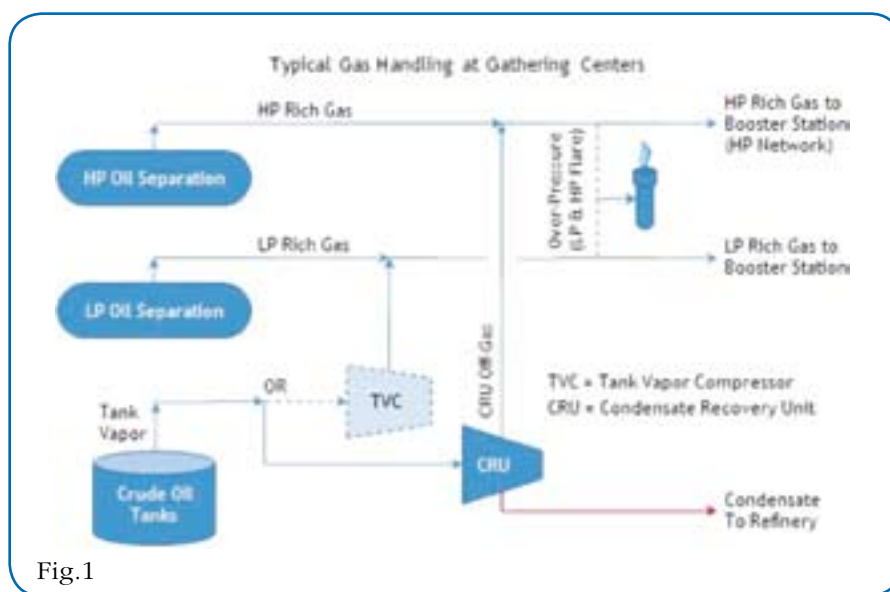 Typical Gas Handling at Gathering Centers
HP Rich Gas
HP Rich Gas to
Booster Station
(HP Network)
HP Oil Separation
Over-Pressure
(LP & HP Flare)
LP Rich Gas
LP Rich Gas to
Booster Station
LP Oil Separation
OR
TVC
CRU Off Gas
TVC = Tank Vapor Compressor
CRU = Condensate Recovery Unit
Tank
Vapor
CRU
Crude Oil
Tanks
Condensate
To Refinery
Fig.1